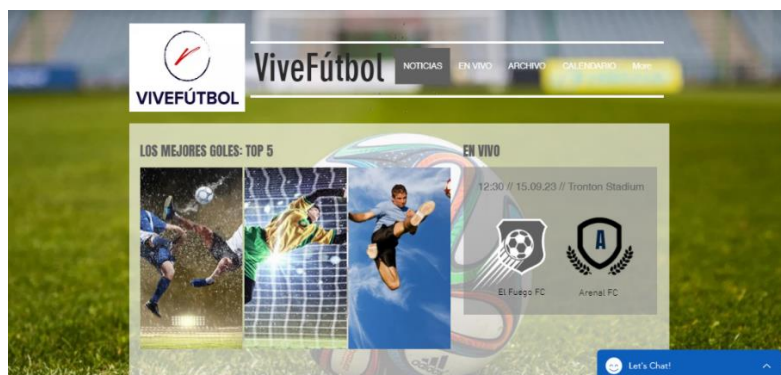 VIVEFÚTBOL
ViveFútbol
NOTICIAS EN VIVO ARCHIVO CALENDARIO More
LOS MEJORES GOLES: TOP 5
EN VIVO
12:30 // 15.09.23 // Tronton Stadium
A
El Fuego FC Arenal FC
adidas
Let's Chat!